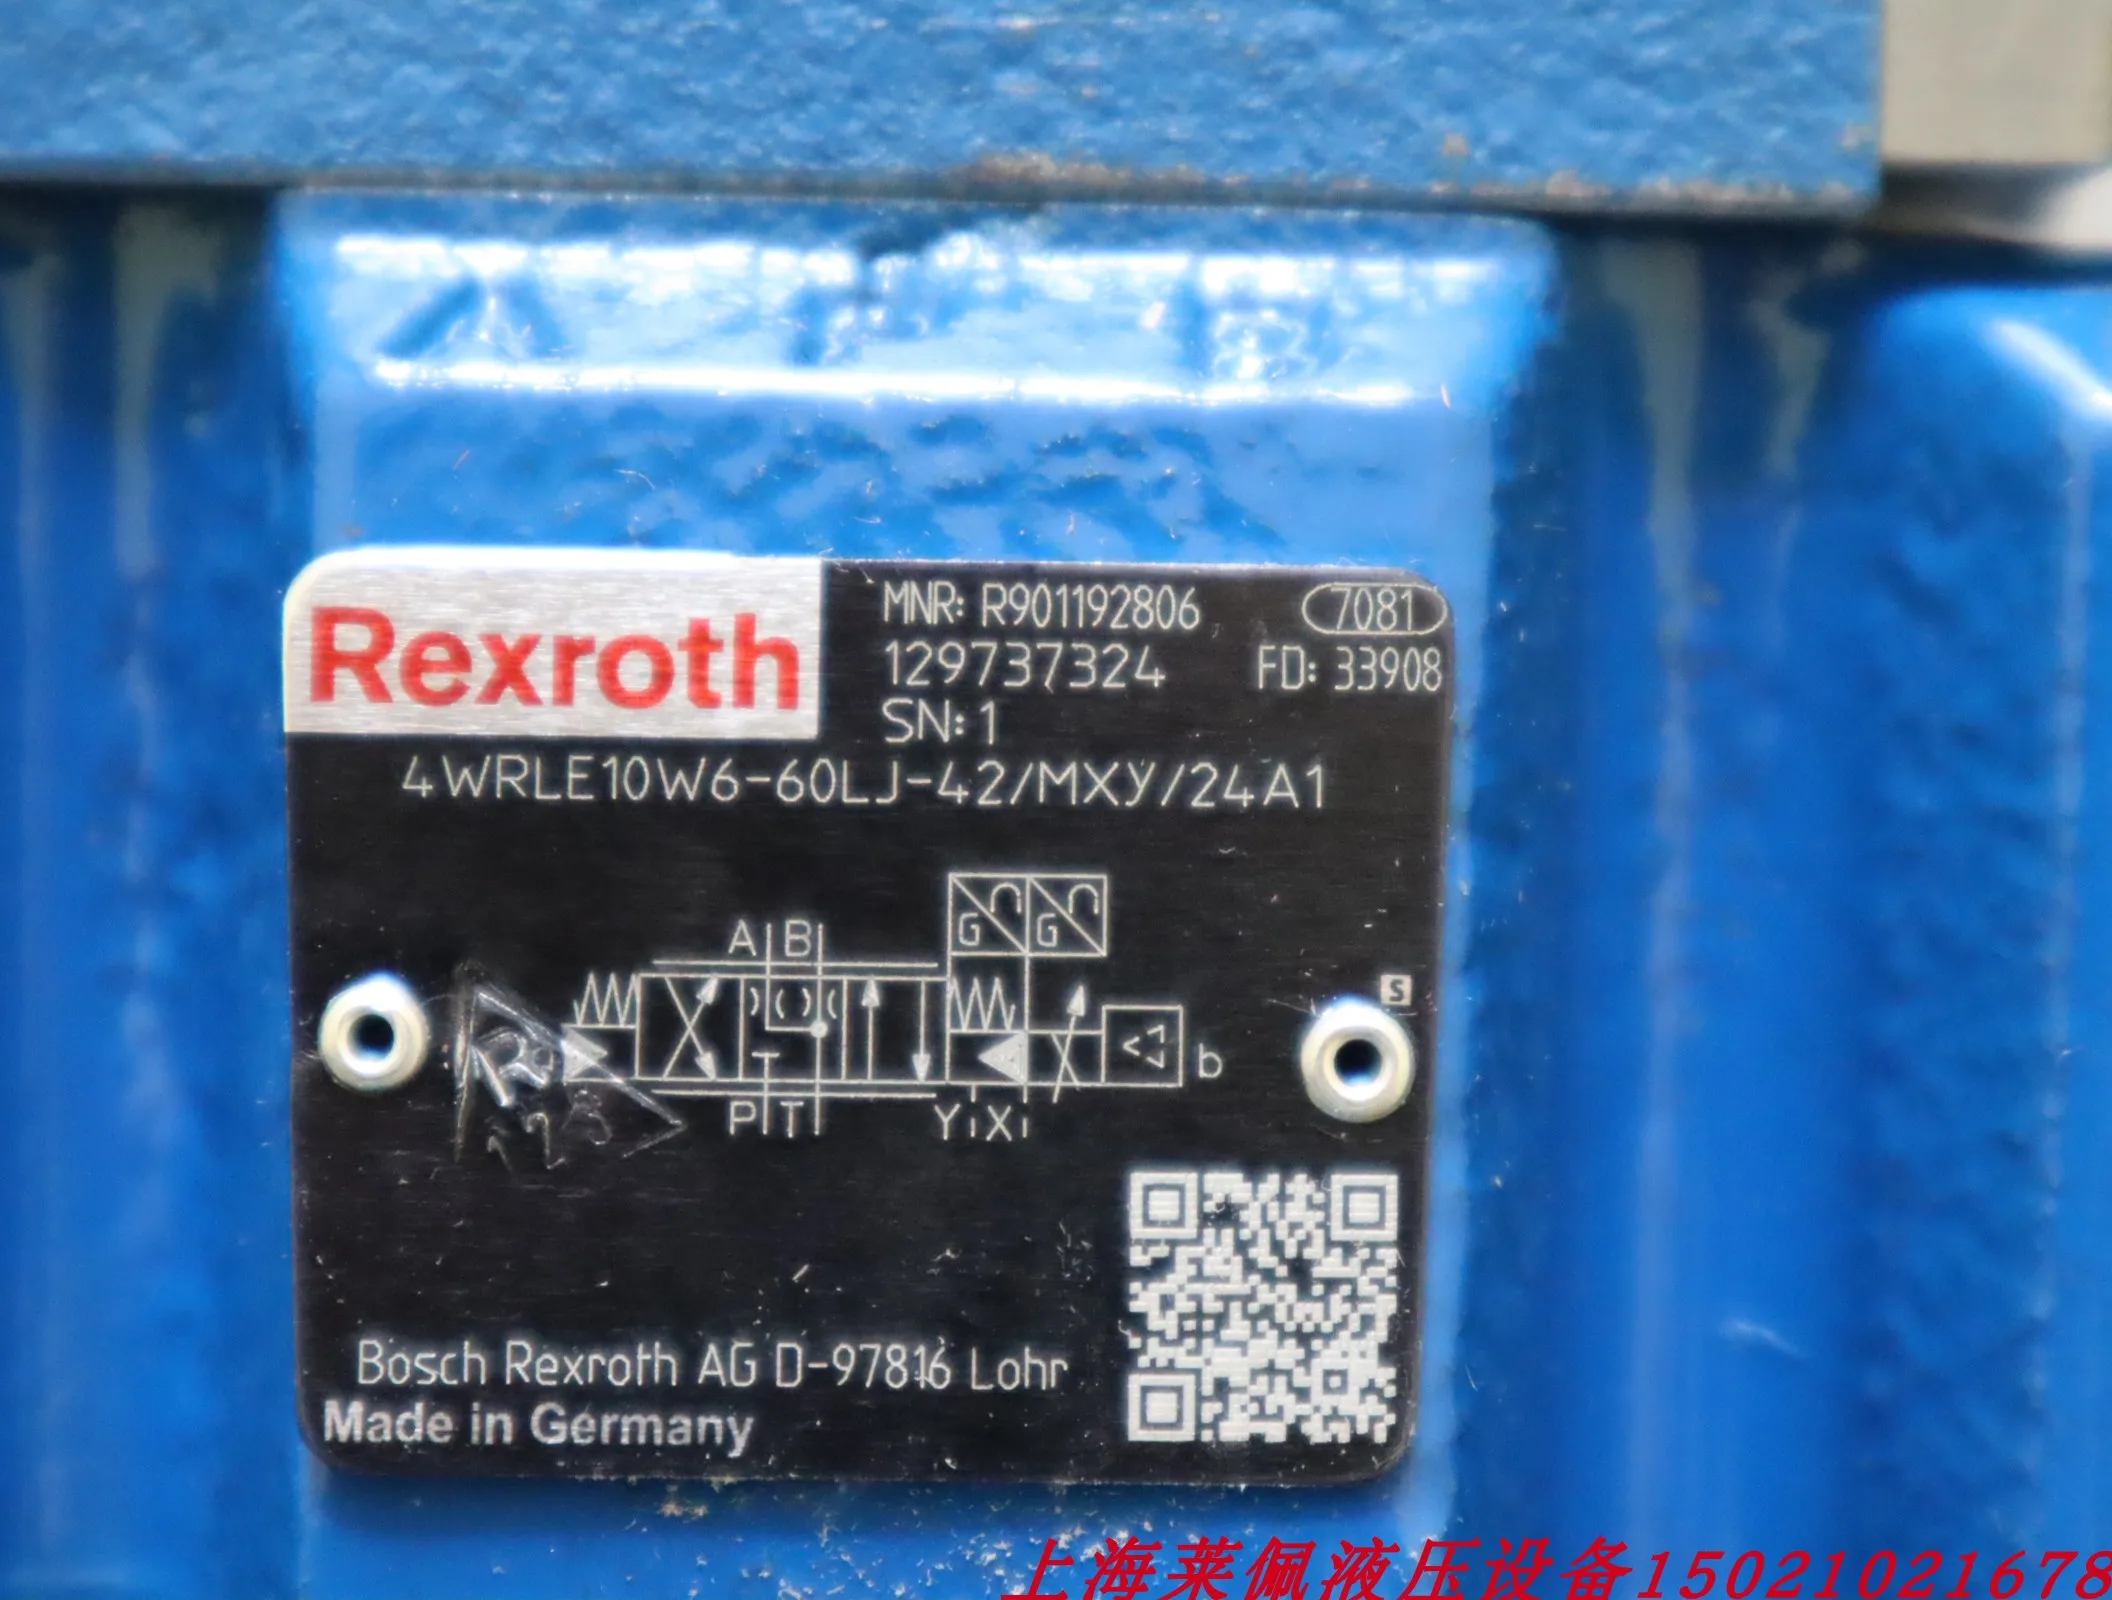 A P B
Rexroth
MNR: R901192806 7081
129737324 FD: 33908
SN: 1
4WRLE10W6-60LJ-42/MXY/24A1
G G
A B
S
b
P T Y X
Bosch Rexroth AG D-97816 Lohr
Made in Germany
上海莱佩液压设备15021021678